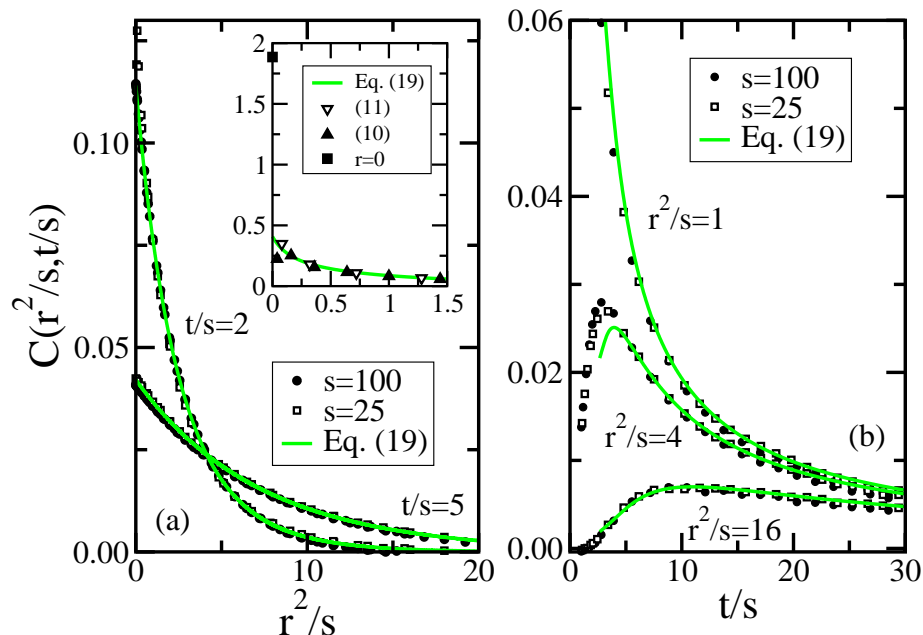 C(r²/s,t/s)
0.10
0.05
0.00
0
5
10
15
20
r²/s
t/s=2
t/s=5
(a)
s=100
s=25
Eq. (19)
2
1.5
1
0.5
0
0
0.5
1
1.5
Eq. (19)
(11)
(10)
r=0
0.06
0.04
0.02
0.00
0
10
20
30
t/s
s=100
s=25
Eq. (19)
r²/s=1
r²/s=4
r²/s=16
(b)